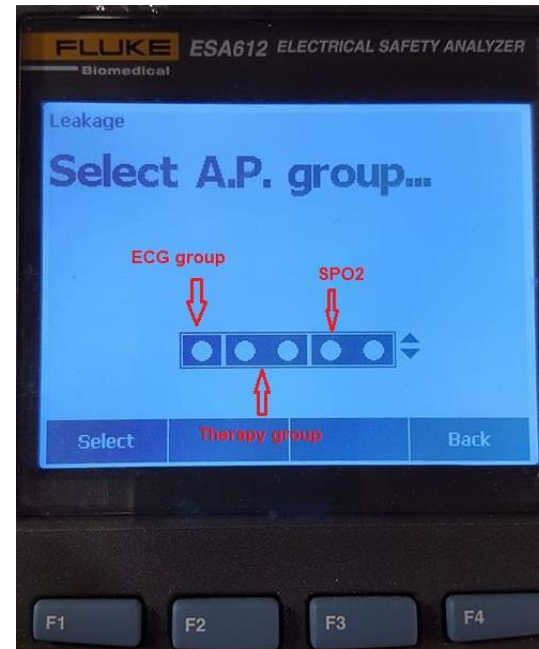 FLUKE ESA612 ELECTRICAL SAFETY ANALYZER
Biomedical
Leakage
Select A.P. group...
ECG group
SPO2
Therapy group
Select Back
F1 F2 F3 F4